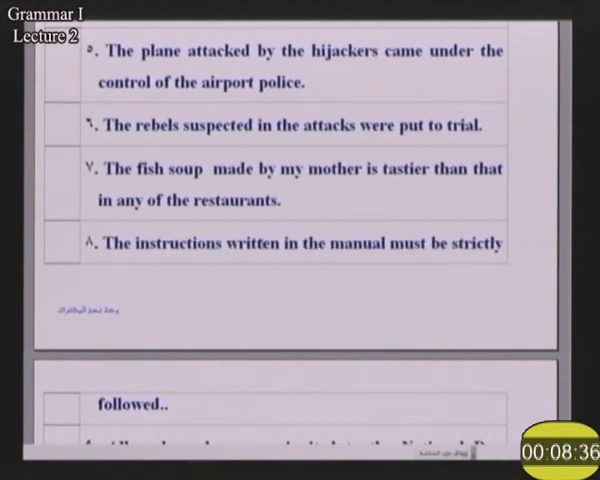 Grammar I
Lecture 2
٥. The plane attacked by the hijackers came under the
control of the airport police.
٦. The rebels suspected in the attacks were put to trial.
٧. The fish soup made by my mother is tastier than that
in any of the restaurants.
٨. The instructions written in the manual must be strictly
followed..
00:08:36